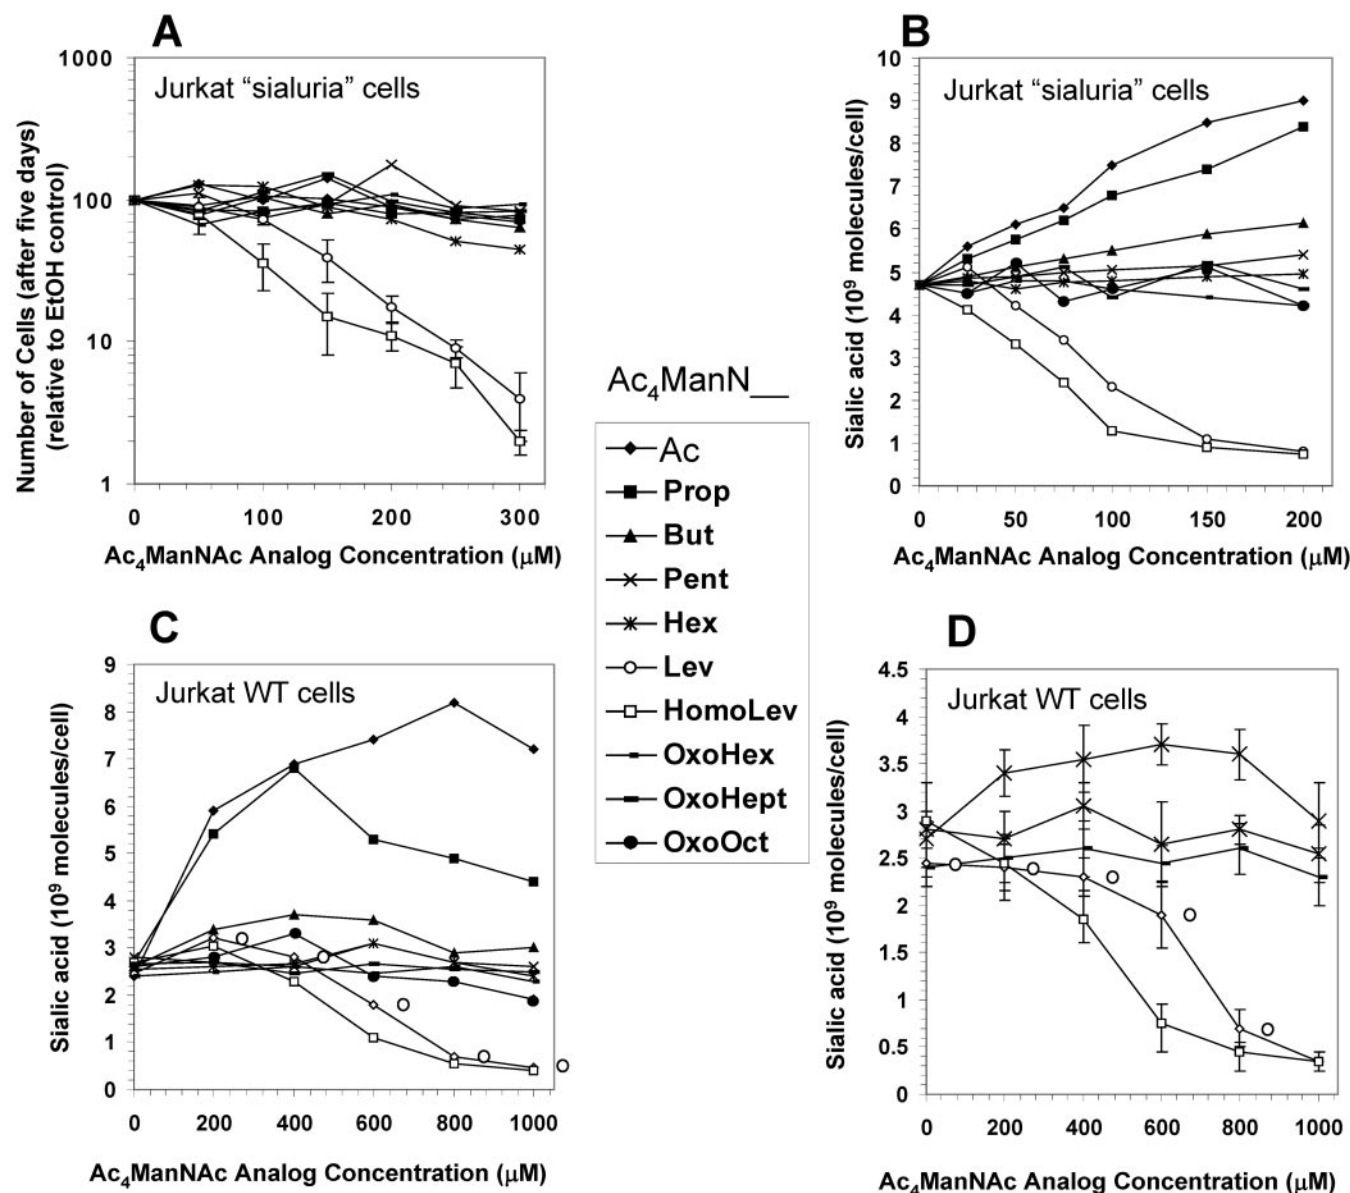 A
Jurkat "sialuria" cells
Number of Cells (after five days)
(relative to EtOH control)
1000
100
10
1
0
100
200
300
Ac₄ManNAc Analog Concentration (μM)
B
Jurkat "sialuria" cells
Sialic acid (10⁹ molecules/cell)
10
9
8
7
6
5
4
3
2
1
0
0
50
100
150
200
Ac₄ManNAc Analog Concentration (μM)
Ac₄ManN__
Ac
Prop
But
Pent
Hex
Lev
HomoLev
OxoHex
OxoHept
OxoOct
C
Jurkat WT cells
Sialic acid (10⁹ molecules/cell)
9
8
7
6
5
4
3
2
1
0
0
200
400
600
800
1000
Ac₄ManNAc Analog Concentration (μM)
D
Jurkat WT cells
Sialic acid (10⁹ molecules/cell)
4.5
4
3.5
3
2.5
2
1.5
1
0.5
0
0
200
400
600
800
1000
Ac₄ManNAc Analog Concentration (μM)